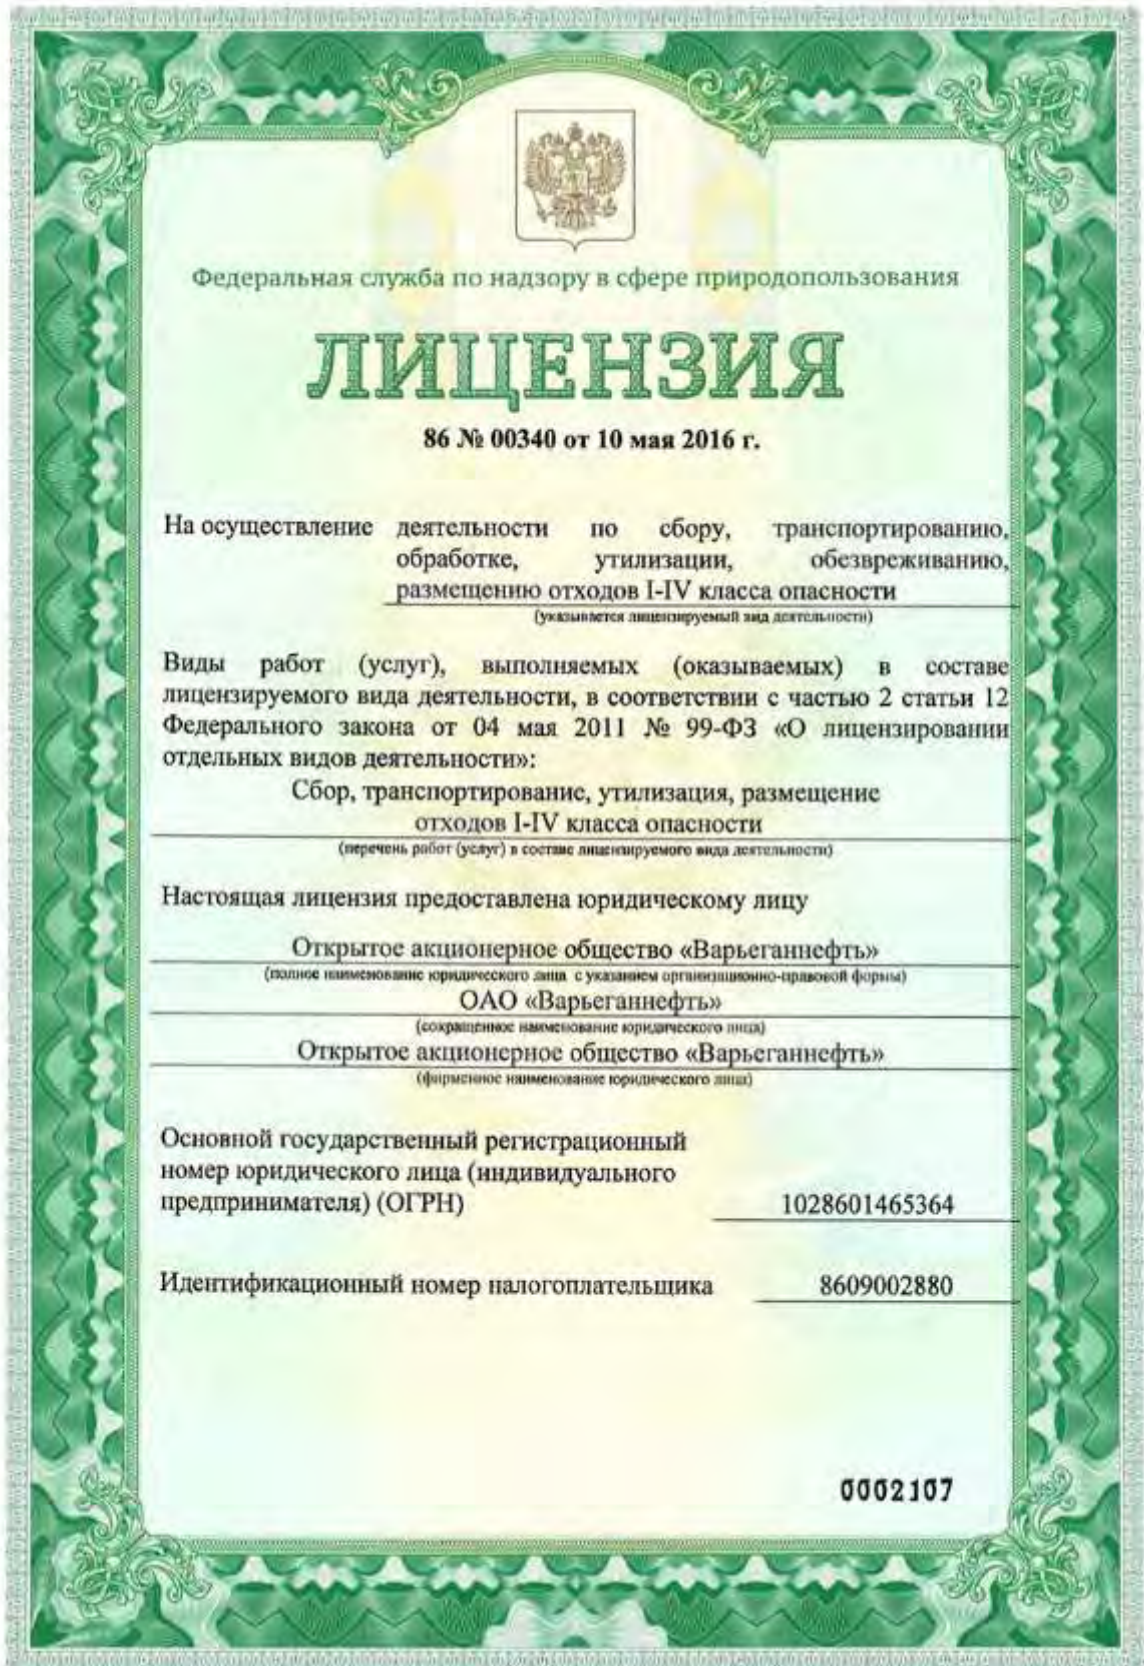 Федеральная служба по надзору в сфере природопользования
ЛИЦЕНЗИЯ
86 № 00340 от 10 мая 2016 г.
На осуществление деятельности по сбору, транспортированию,
обработке, утилизации, обезвреживанию,
размещению отходов I-IV класса опасности
(указывается лицензируемый вид деятельности)
Виды работ (услуг), выполняемых (оказываемых) в составе
лицензируемого вида деятельности, в соответствии с частью 2 статьи 12
Федерального закона от 04 мая 2011 № 99-ФЗ «О лицензировании
отдельных видов деятельности»:
Сбор, транспортирование, утилизация, размещение
отходов I-IV класса опасности
(перечень работ (услуг) в составе лицензируемого вида деятельности)
Настоящая лицензия предоставлена юридическому лицу
Открытое акционерное общество «Варьеганнефть»
(полное наименование юридического лица с указанием организационно-правовой формы)
ОАО «Варьеганнефть»
(сокращенное наименование юридического лица)
Открытое акционерное общество «Варьеганнефть»
(фирменное наименование юридического лица)
Основной государственный регистрационный
номер юридического лица (индивидуального
предпринимателя) (ОГРН) 1028601465364
Идентификационный номер налогоплательщика 8609002880
0002107